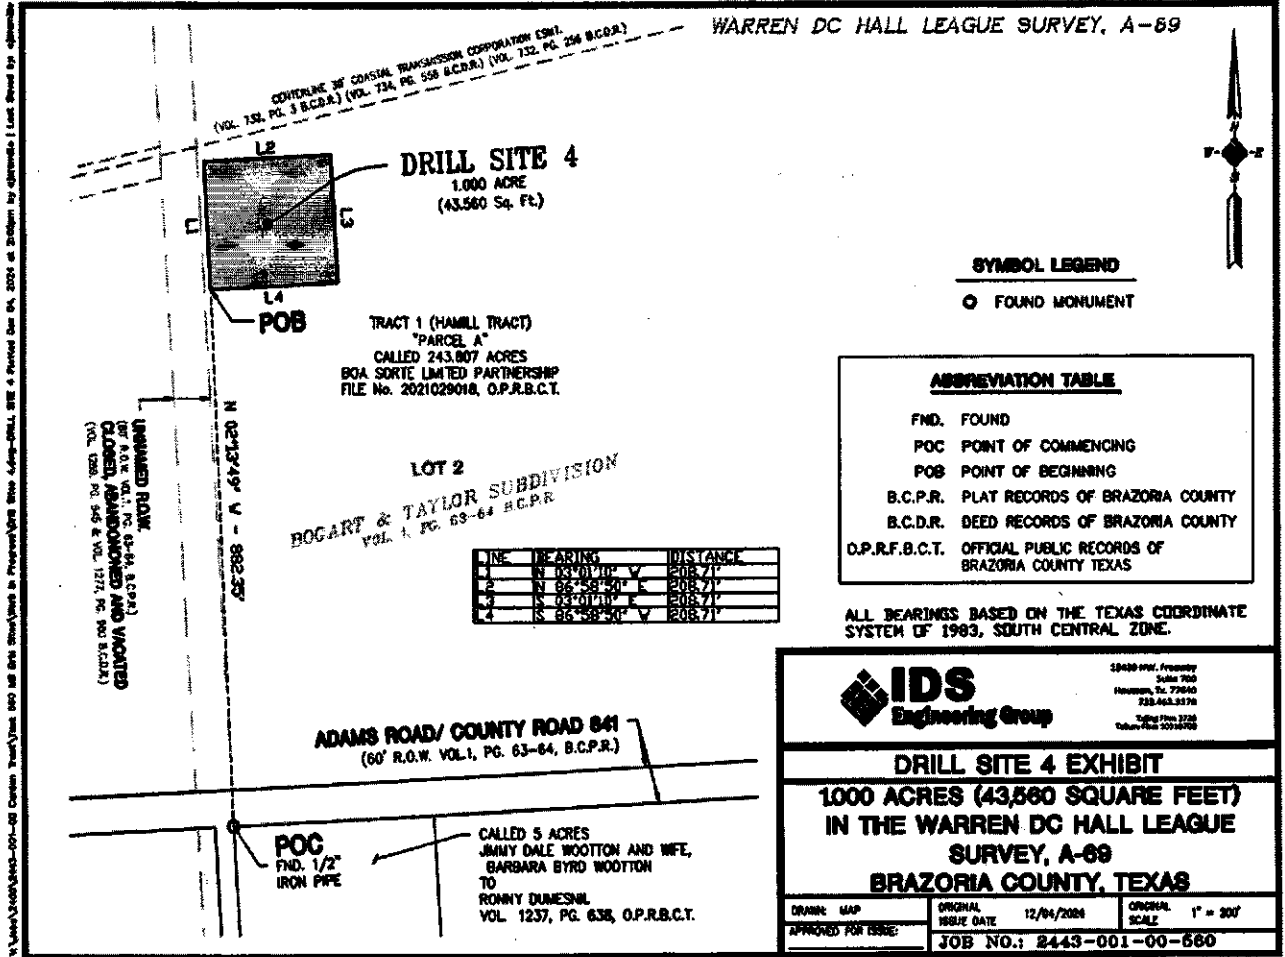 WARREN DC HALL LEAGUE SURVEY, A-69
CENTERLINE 30' COASTAL TRANSMISSION CORPORATION ESMT.
(VOL. 732, PG. 3 B.C.D.R.) (VOL. 734, PG. 558 B.C.D.R.) (VOL. 732, PG. 256 B.C.D.R.)
L2
DRILL SITE 4
1.000 ACRE
(43,560 Sq. Ft.)
L1
L3
L4
POB
N
W E
S
SYMBOL LEGEND
FOUND MONUMENT
TRACT 1 (HAMILL TRACT)
"PARCEL A"
CALLED 243.807 ACRES
BOA SORTE LIMITED PARTNERSHIP
FILE No. 2021029018, O.P.R.B.C.T.
ABBREVIATION TABLE
FND. FOUND
POC POINT OF COMMENCING
POB POINT OF BEGINNING
B.C.P.R. PLAT RECORDS OF BRAZORIA COUNTY
B.C.D.R. DEED RECORDS OF BRAZORIA COUNTY
O.P.R.F.B.C.T. OFFICIAL PUBLIC RECORDS OF
BRAZORIA COUNTY TEXAS
UNNAMED R.O.W.
(60' R.O.W. VOL.1, PG. 63-64, B.C.P.R.)
CLOSED, ABANDONONED AND VACATED
N 02°13'49" W - 882.35'
LOT 2
BOGART & TAYLOR SUBDIVISION
VOL. 1, PG. 63-64 B.C.P.R
LINE BEARING DISTANCE
L1 N 03°01'10" W 208.71'
L2 N 86°58'50" E 208.71'
L3 S 03°01'10" E 208.71'
L4 S 86°58'50" W 208.71'
ALL BEARINGS BASED ON THE TEXAS COORDINATE
SYSTEM OF 1983, SOUTH CENTRAL ZONE.
ADAMS ROAD/ COUNTY ROAD 841
(60' R.O.W. VOL.1, PG. 63-64, B.C.P.R.)
POC
FND. 1/2"
IRON PIPE
CALLED 5 ACRES
JIMMY DALE WOOTTON AND WIFE,
BARBARA BYRD WOOTTON
TO
RONNY DUMESNIL
VOL. 1237, PG. 638, O.P.R.B.C.T.
IDS
Engineering Group
DRILL SITE 4 EXHIBIT
1.000 ACRES (43,560 SQUARE FEET)
IN THE WARREN DC HALL LEAGUE
SURVEY, A-69
BRAZORIA COUNTY, TEXAS
DRAWN: MAP
ORIGINAL
ISSUE DATE 12/04/2024
ORIGINAL
SCALE 1" = 200'
APPROVED FOR ISSUE:
JOB NO.: 2443-001-00-560